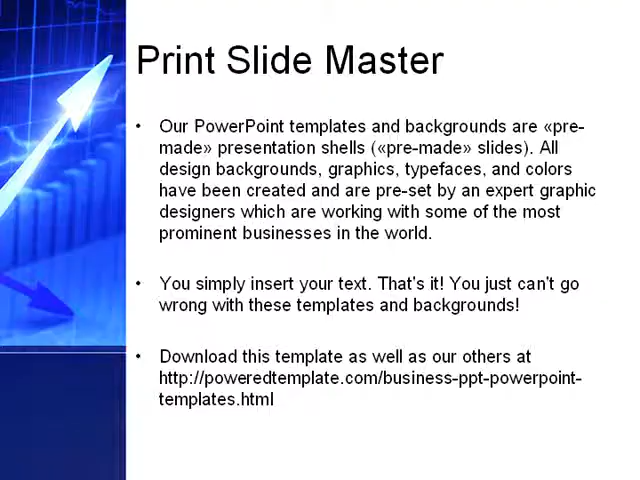 Print Slide Master
• Our PowerPoint templates and backgrounds are «pre-
made» presentation shells («pre-made» slides). All
design backgrounds, graphics, typefaces, and colors
have been created and are pre-set by an expert graphic
designers which are working with some of the most
prominent businesses in the world.
• You simply insert your text. That's it! You just can't go
wrong with these templates and backgrounds!
• Download this template as well as our others at
http://poweredtemplate.com/business-ppt-powerpoint-
templates.html